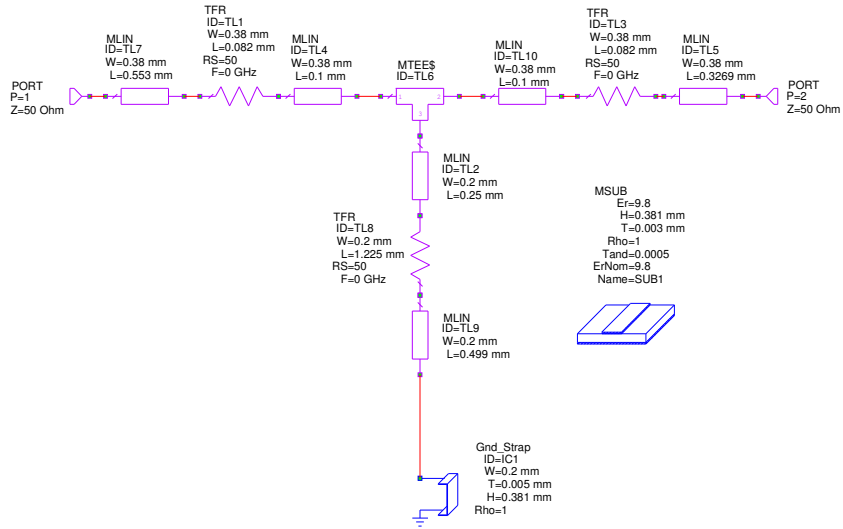 TFR
ID=TL1
W=0.38 mm
L=0.082 mm
RS=50
F=0 GHz
TFR
ID=TL3
W=0.38 mm
L=0.082 mm
RS=50
F=0 GHz
MLIN
ID=TL7
W=0.38 mm
L=0.553 mm
MLIN
ID=TL4
W=0.38 mm
L=0.1 mm
MTEE$
ID=TL6
MLIN
ID=TL10
W=0.38 mm
L=0.1 mm
MLIN
ID=TL5
W=0.38 mm
L=0.3269 mm
PORT
P=1
Z=50 Ohm
1
2
3
PORT
P=2
Z=50 Ohm
MLIN
ID=TL2
W=0.2 mm
L=0.25 mm
TFR
ID=TL8
W=0.2 mm
L=1.225 mm
RS=50
F=0 GHz
MSUB
Er=9.8
H=0.381 mm
T=0.003 mm
Rho=1
Tand=0.0005
ErNom=9.8
Name=SUB1
MLIN
ID=TL9
W=0.2 mm
L=0.499 mm
Gnd_Strap
ID=IC1
W=0.2 mm
T=0.005 mm
H=0.381 mm
Rho=1